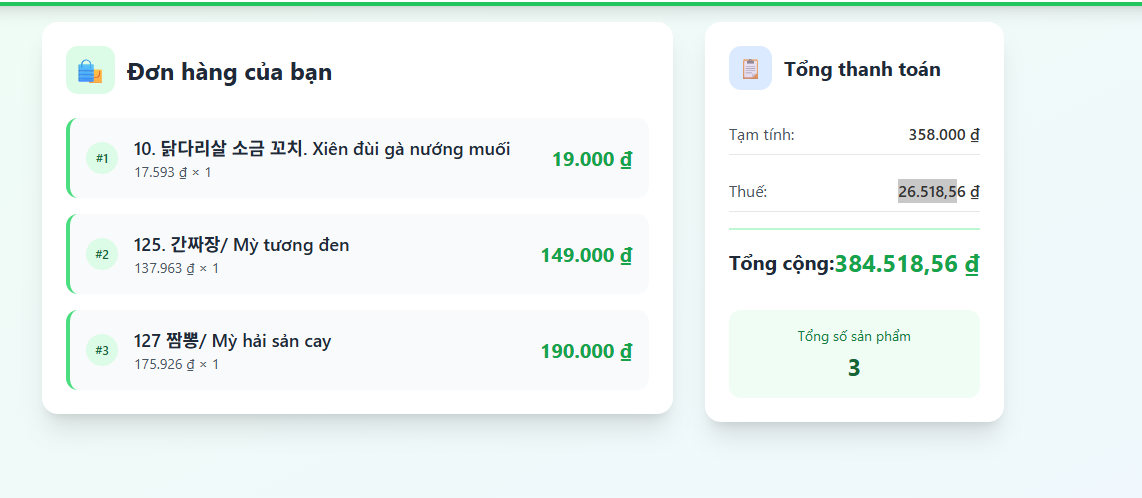 Đơn hàng của bạn
#1
10. 닭다리살 소금 꼬치. Xiên đùi gà nướng muối
17.593 ₫ × 1
19.000 ₫
#2
125. 간짜장/ Mỳ tương đen
137.963 ₫ × 1
149.000 ₫
#3
127 짬뽕/ Mỳ hải sản cay
175.926 ₫ × 1
190.000 ₫
Tổng thanh toán
Tạm tính: 358.000 ₫
Thuế: 26.518,56 ₫
Tổng cộng: 384.518,56 ₫
Tổng số sản phẩm
3